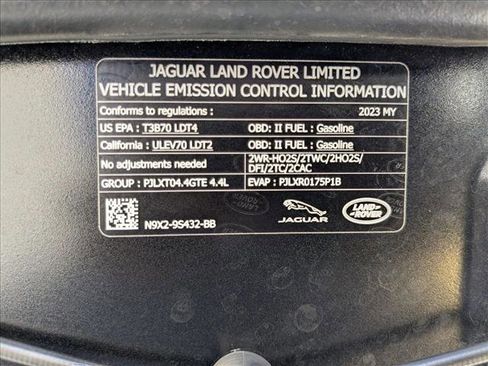 JAGUAR LAND ROVER LIMITED
VEHICLE EMISSION CONTROL INFORMATION
Conforms to regulations : 2023 MY
US EPA : T3B70 LDT4 OBD: II FUEL : Gasoline
California : ULEV70 LDT2 OBD: II FUEL : Gasoline
No adjustments needed 2WR-HO2S/2TWC/2HO2S/
DFI/2TC/2CAC
GROUP : PJLXT04.4GTE 4.4L EVAP : PJLXR0175P1B
N9X2-9S432-BB
JAGUAR
LAND ROVER